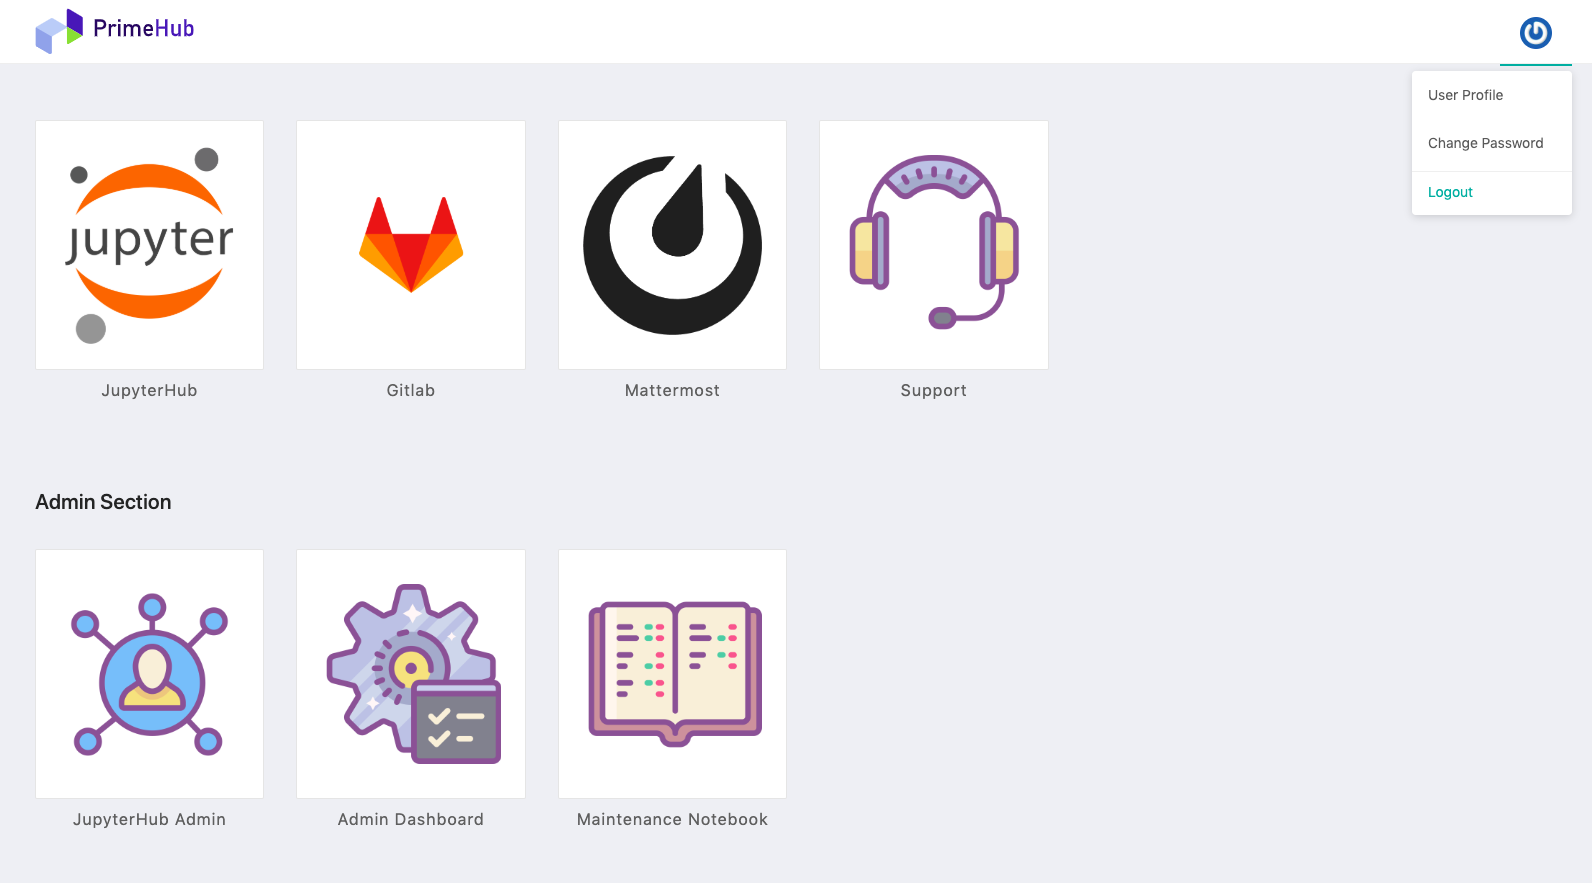 PrimeHub
User Profile
Change Password
Logout
jupyter
JupyterHub
Gitlab
Mattermost
Support
Admin Section
JupyterHub Admin
Admin Dashboard
Maintenance Notebook